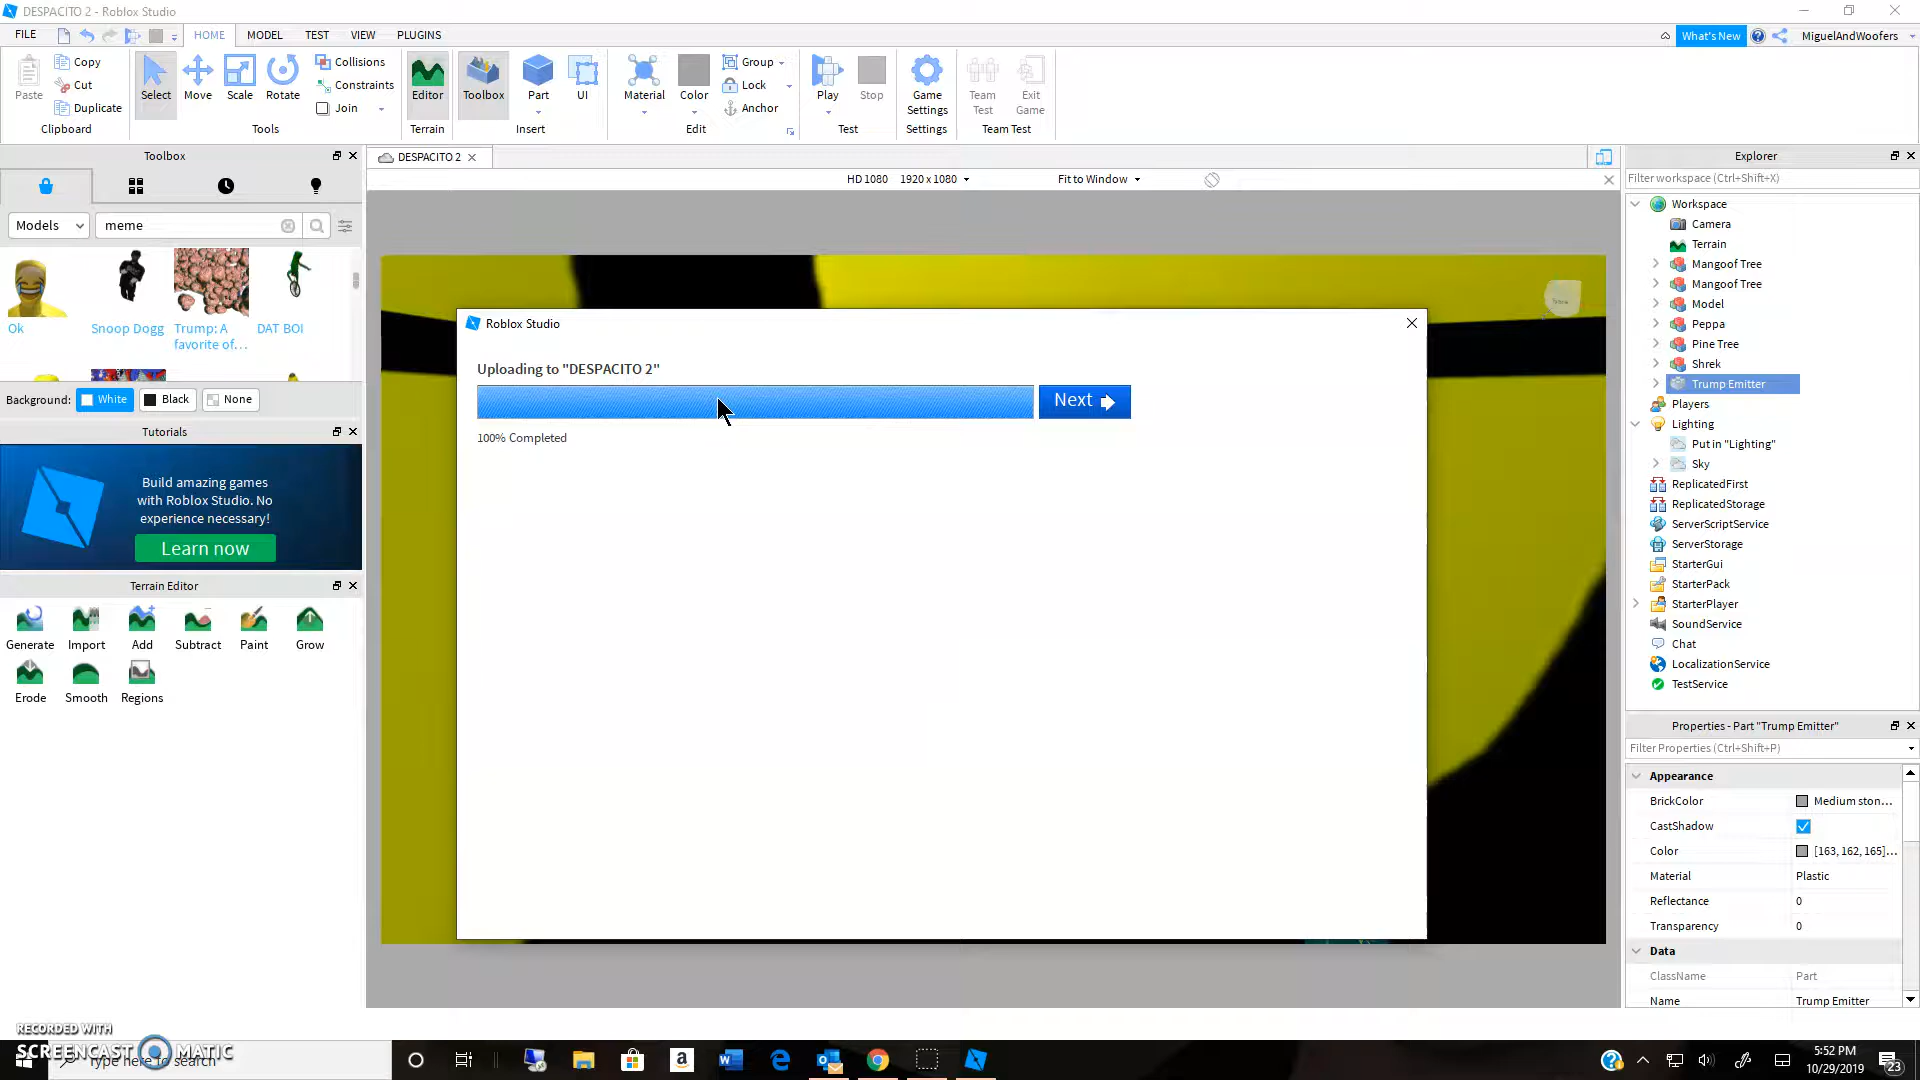 DESPACITO 2 - Roblox Studio
FILE
HOME
MODEL
TEST
VIEW
PLUGINS
What's New
MiguelAndWoofers
Paste
Copy
Cut
Duplicate
Clipboard
Select
Move
Scale
Rotate
Collisions
Constraints
Join
Tools
Editor
Terrain
Toolbox
Part
UI
Insert
Material
Color
Group
Lock
Anchor
Edit
Play
Stop
Test
Game
Settings
Settings
Team
Test
Exit
Game
Team Test
Toolbox
Models
meme
Ok
Snoop Dogg
Trump: A
favorite of...
DAT BOI
Background:
White
Black
None
Tutorials
Build amazing games
with Roblox Studio. No
experience necessary!
Learn now
Terrain Editor
Generate
Import
Add
Subtract
Paint
Grow
Erode
Smooth
Regions
DESPACITO 2
HD 1080
1920 x 1080
Fit to Window
Roblox Studio
Uploading to "DESPACITO 2"
Next
100% Completed
Explorer
Filter workspace (Ctrl+Shift+X)
Workspace
Camera
Terrain
Mangoof Tree
Mangoof Tree
Model
Peppa
Pine Tree
Shrek
Trump Emitter
Players
Lighting
Put in "Lighting"
Sky
ReplicatedFirst
ReplicatedStorage
ServerScriptService
ServerStorage
StarterGui
StarterPack
StarterPlayer
SoundService
Chat
LocalizationService
TestService
Properties - Part "Trump Emitter"
Filter Properties (Ctrl+Shift+P)
Appearance
BrickColor
Medium ston...
CastShadow
Color
[163, 162, 165]...
Material
Plastic
Reflectance
0
Transparency
0
Data
ClassName
Part
Name
Trump Emitter
RECORDED WITH
SCREENCAST MATIC
Type here to search
5:52 PM
10/29/2019
23